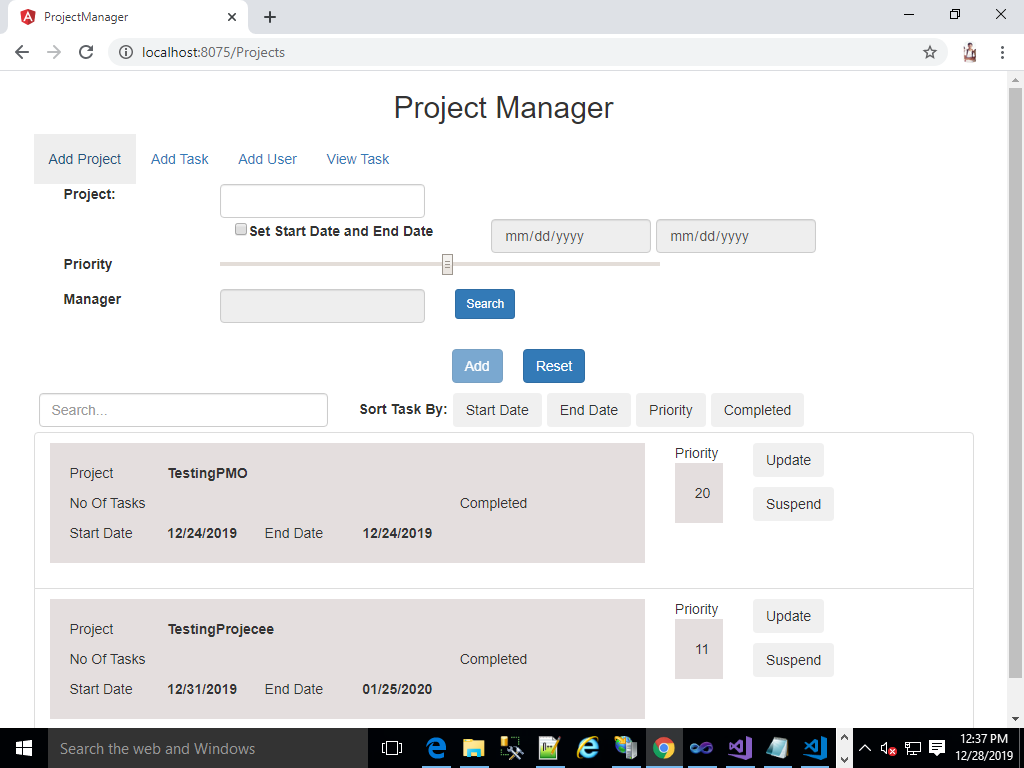 ProjectManager
localhost:8075/Projects
Project Manager
Add Project Add Task Add User View Task
Project:
Set Start Date and End Date mm/dd/yyyy mm/dd/yyyy
Priority
Manager Search
Add Reset
Search... Sort Task By: Start Date End Date Priority Completed
Project TestingPMO Priority Update
No Of Tasks Completed 20 Suspend
Start Date 12/24/2019 End Date 12/24/2019
Project TestingProjecee Priority Update
No Of Tasks Completed 11 Suspend
Start Date 12/31/2019 End Date 01/25/2020
Search the web and Windows
12:37 PM
12/28/2019